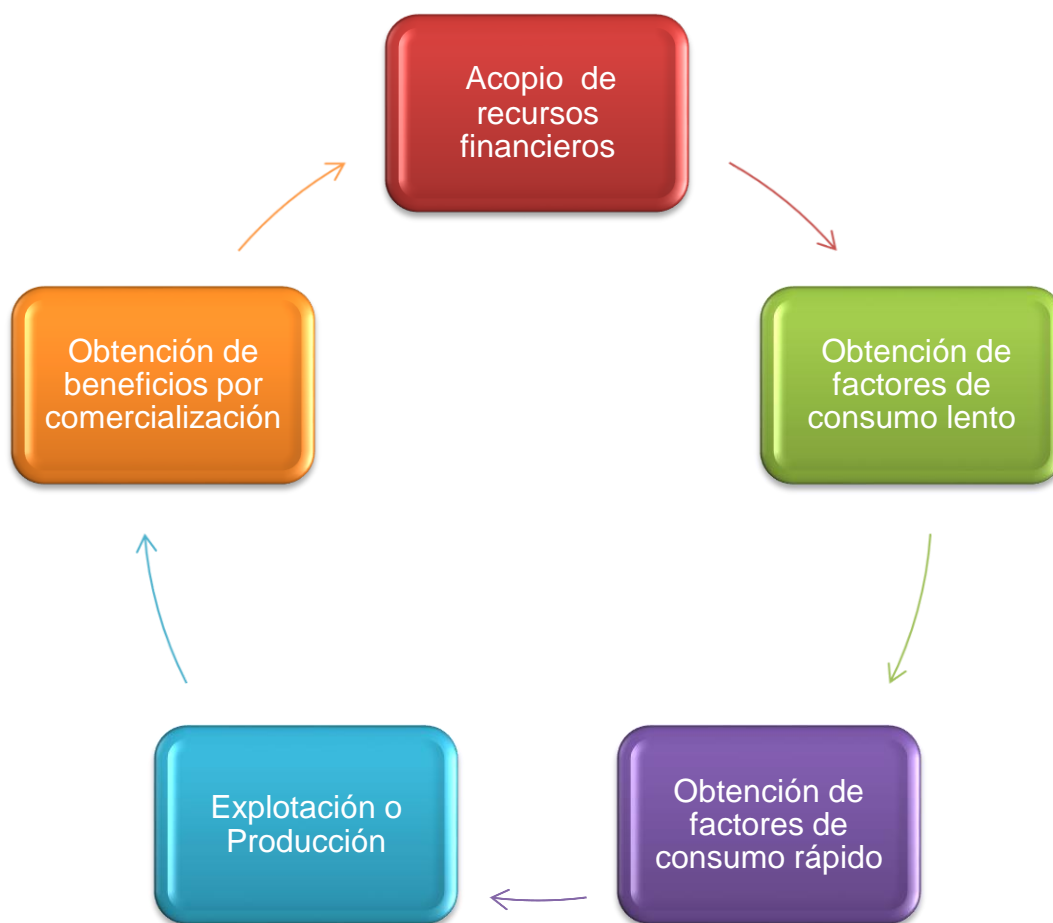 Acopio de
recursos
financieros
Obtención de
factores de
consumo lento
Obtención de
factores de
consumo rápido
Explotación o
Producción
Obtención de
beneficios por
comercialización